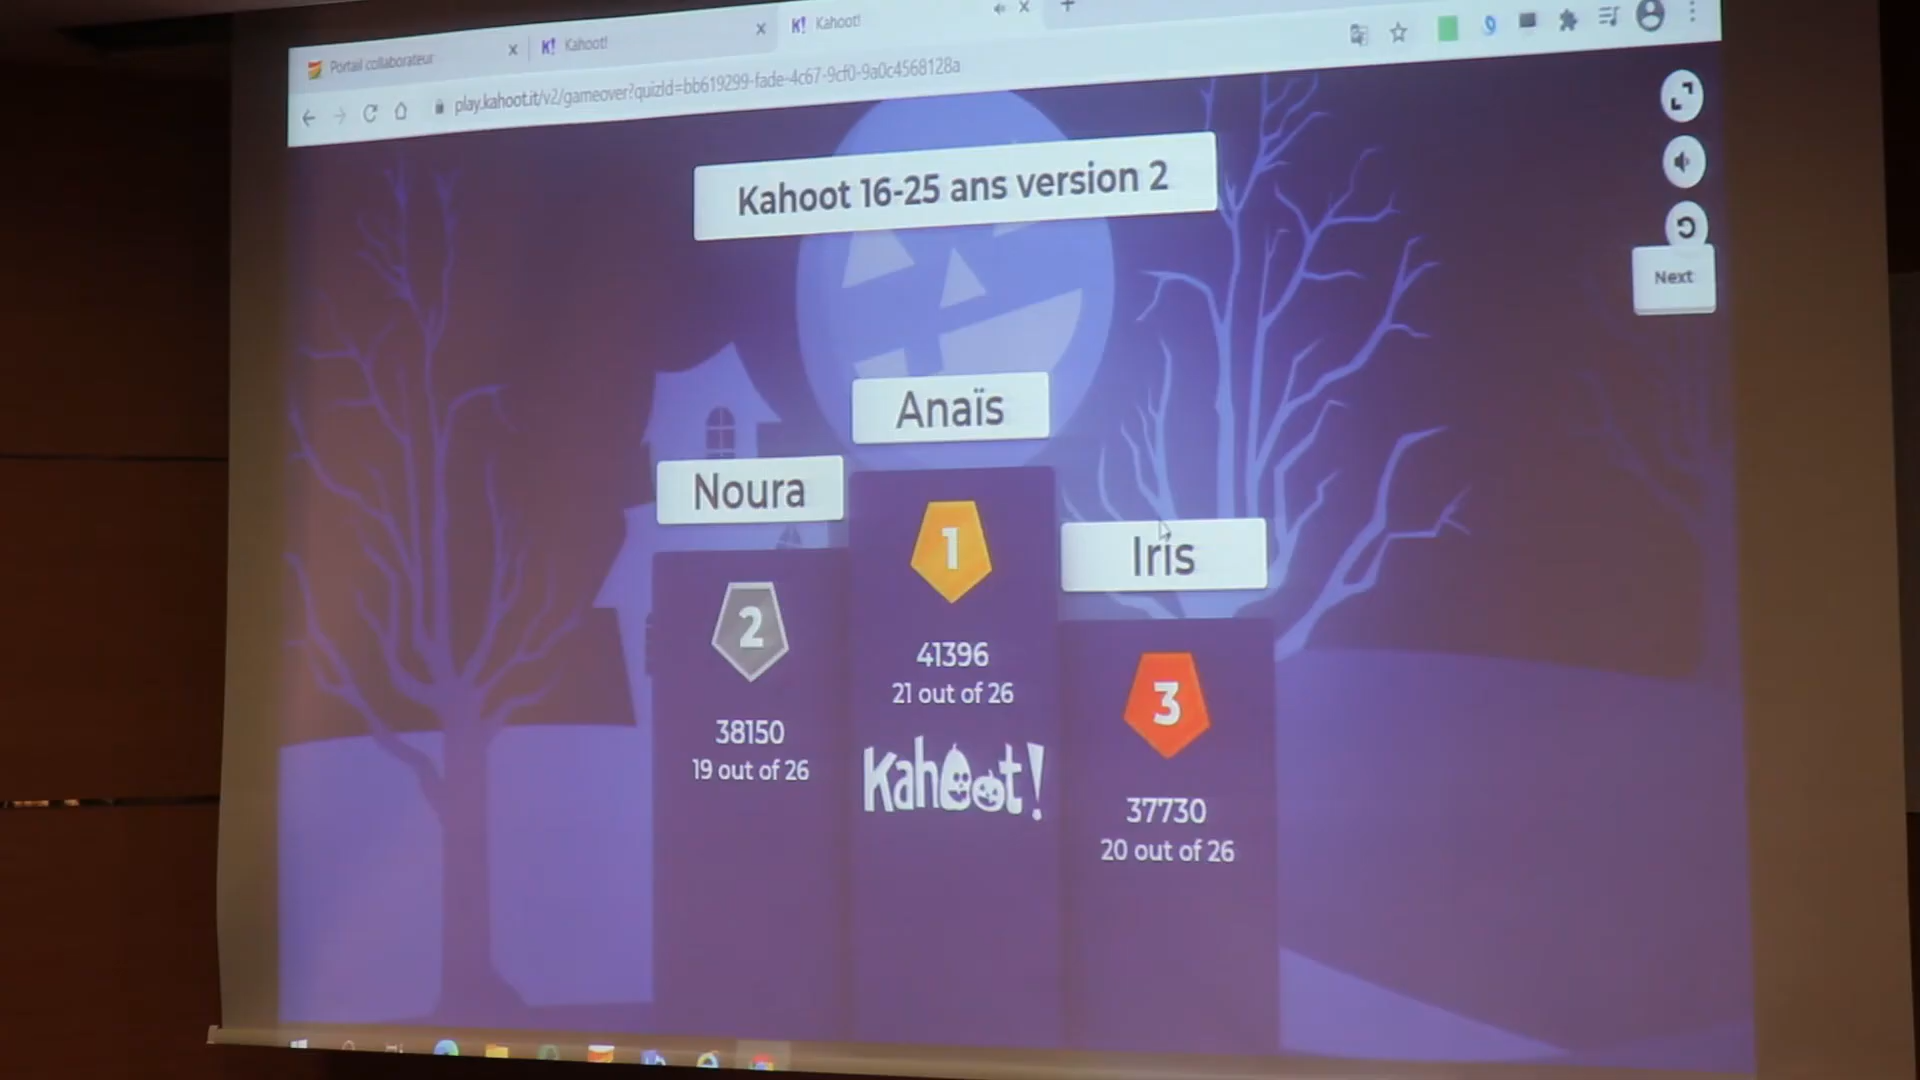 Portail collaborateur
Kahoot!
Kahoot!
play.kahoot.it/v2/gameover?quizId=bb619299-fade-4c67-9cf0-9a0c4568128a
Kahoot 16-25 ans version 2
Next
Anaïs
Noura
Iris
1
2
3
41396
21 out of 26
38150
19 out of 26
Kahoot!
37730
20 out of 26